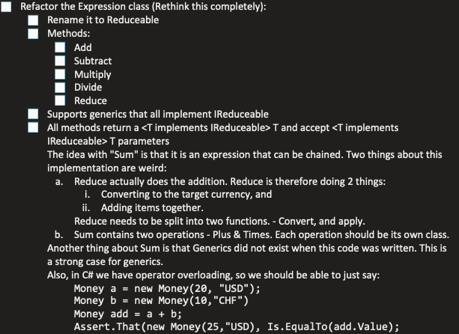 Refactor the Expression class (Rethink this completely):
Rename it to Reduceable
Methods:
Add
Subtract
Multiply
Divide
Reduce
Supports generics that all implement IReduceable
All methods return a <T implements IReduceable> T and accept <T implements
IReduceable> T parameters
The idea with "Sum" is that it is an expression that can be chained. Two things about this
implementation are weird:
a. Reduce actually does the addition. Reduce is therefore doing 2 things:
i. Converting to the target currency, and
ii. Adding items together.
Reduce needs to be split into two functions. - Convert, and apply.
b. Sum contains two operations - Plus & Times. Each operation should be its own class.
Another thing about Sum is that Generics did not exist when this code was written. This is
a strong case for generics.
Also, in C# we have operator overloading, so we should be able to just say:
Money a = new Money(20, "USD");
Money b = new Money(10,"CHF")
Money add = a + b;
Assert.That(new Money(25,"USD), Is.EqualTo(add.Value);